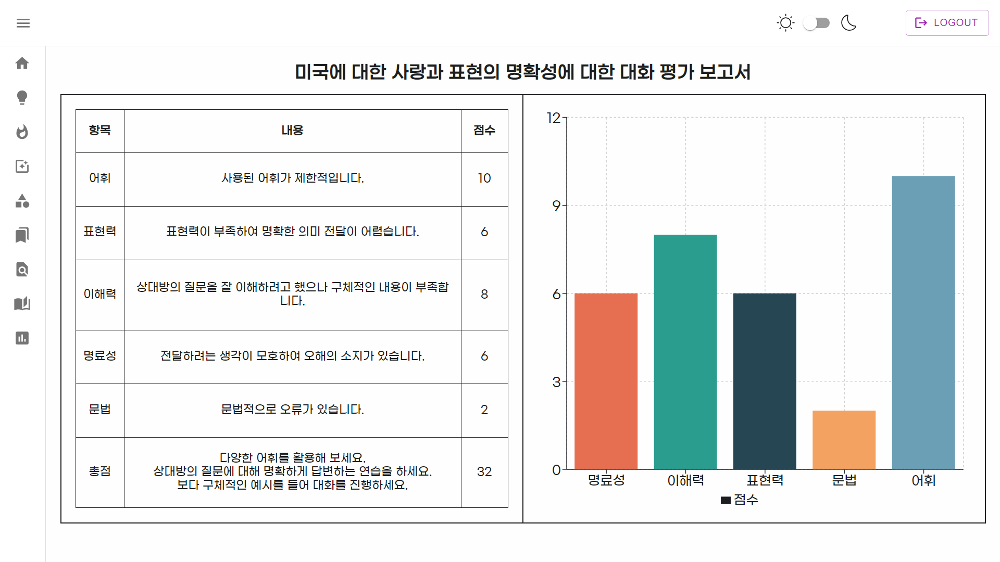 LOGOUT
미국에 대한 사랑과 표현의 명확성에 대한 대화 평가 보고서
항목 내용 점수
어휘 사용된 어휘가 제한적입니다. 10
표현력 표현력이 부족하여 명확한 의미 전달이 어렵습니다. 6
이해력 상대방의 질문을 잘 이해하려고 했으나 구체적인 내용이 부족합
니다. 8
명료성 전달하려는 생각이 모호하여 오해의 소지가 있습니다. 6
문법 문법적으로 오류가 있습니다. 2
총점 다양한 어휘를 활용해 보세요.
상대방의 질문에 대해 명확하게 답변하는 연습을 하세요. 32
보다 구체적인 예시를 들어 대화를 진행하세요.
12
9
6
3
0
명료성 이해력 표현력 문법 어휘
점수